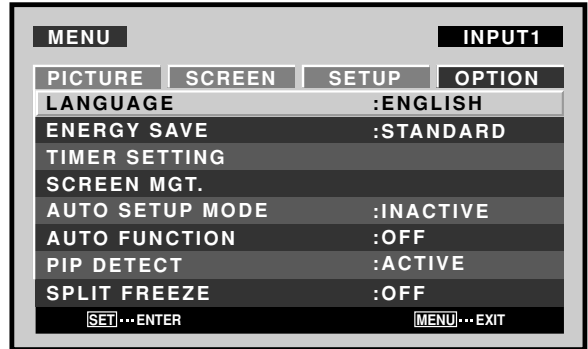 MENU INPUT1
PICTURE SCREEN SETUP OPTION
LANGUAGE :ENGLISH
ENERGY SAVE :STANDARD
TIMER SETTING
SCREEN MGT.
AUTO SETUP MODE :INACTIVE
AUTO FUNCTION :OFF
PIP DETECT :ACTIVE
SPLIT FREEZE :OFF
SET···ENTER MENU···EXIT